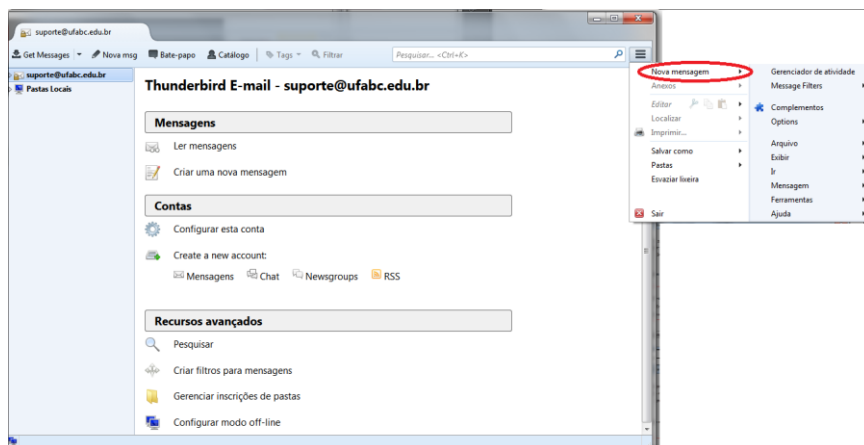 suporte@ufabc.edu.br
Get Messages Nova msg Bate-papo Catálogo Tags Filtrar Pesquisar... <Ctrl+K>
suporte@ufabc.edu.br
Pastas Locais
Thunderbird E-mail - suporte@ufabc.edu.br
Mensagens
Ler mensagens
Criar uma nova mensagem
Contas
Configurar esta conta
Create a new account:
Mensagens Chat Newsgroups RSS
Recursos avançados
Pesquisar
Criar filtros para mensagens
Gerenciar inscrições de pastas
Configurar modo off-line
Nova mensagem
Anexos
Editar
Localizar
Imprimir...
Salvar como
Pastas
Esvaziar lixeira
Sair
Gerenciador de atividade
Message Filters
Complementos
Options
Arquivo
Exibir
Ir
Mensagem
Ferramentas
Ajuda